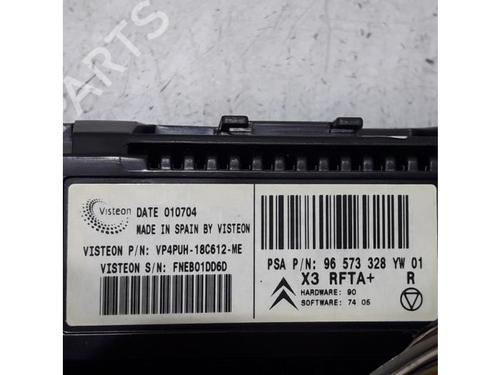 PARTS
Visteon
DATE 010704
MADE IN SPAIN BY VISTEON
VISTEON P/N: VP4PUH-18C612-ME
VISTEON S/N: FNEB01DD6D
PSA P/N: 96 573 328 YW 01
X3 RFTA+ R
HARDWARE: 90
SOFTWARE: 74 05